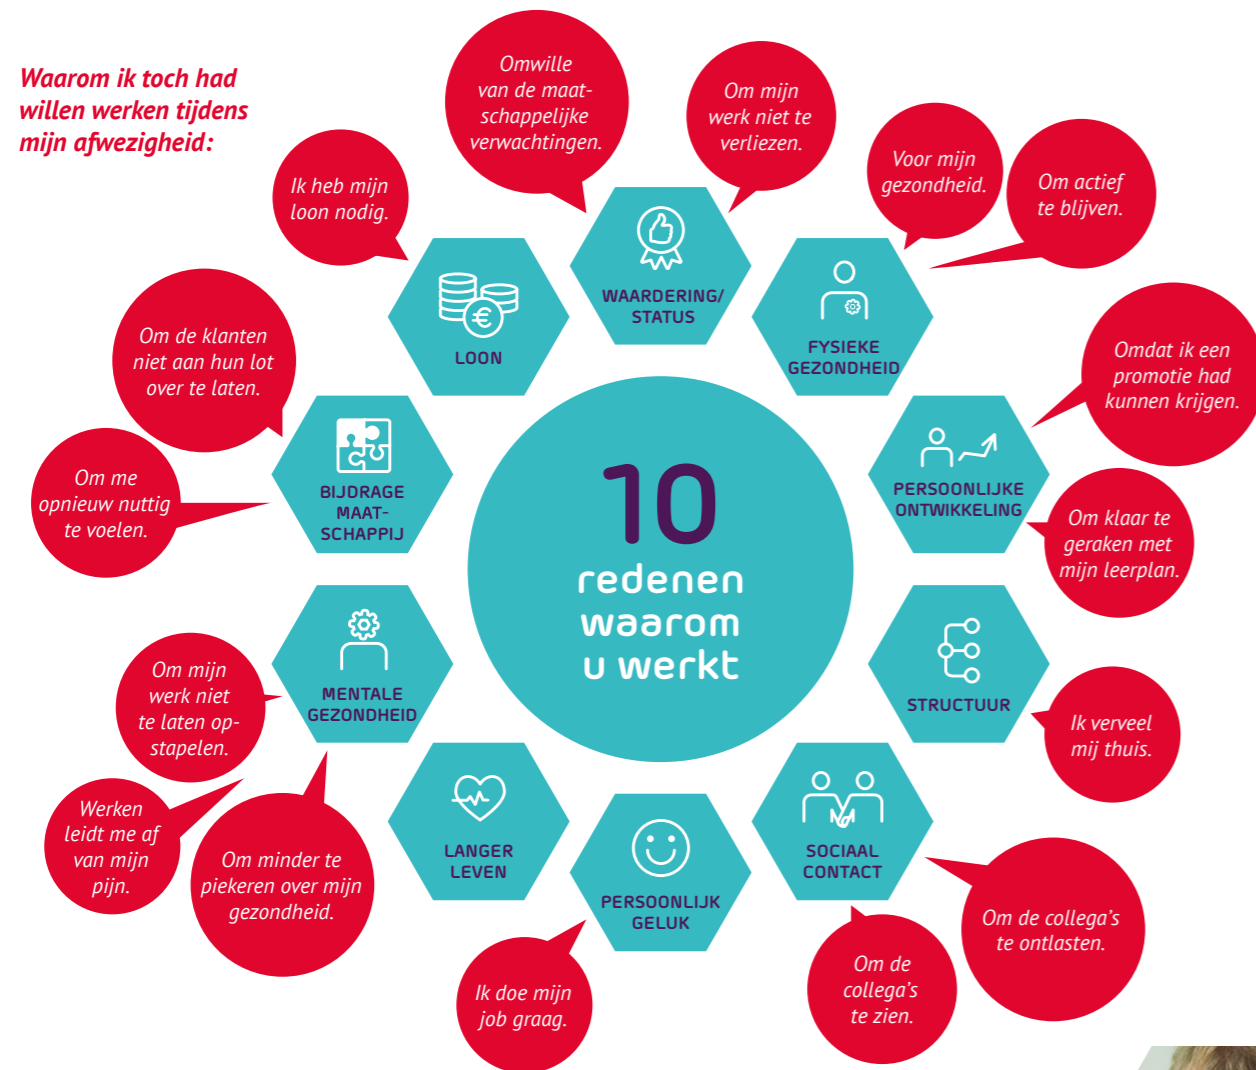 Waarom ik toch had
willen werken tijdens
mijn afwezigheid:
Omwille
van de maat-
schappelijke
verwachtingen.
Om mijn
werk niet te
verliezen.
Voor mijn
gezondheid.
Om actief
te blijven.
Ik heb mijn
loon nodig.
WAARDERING/
STATUS
LOON
FYSIEKE
GEZONDHEID
Om de klanten
niet aan hun lot
over te laten.
Omdat ik een
promotie had
kunnen krijgen.
Om me
opnieuw nuttig
te voelen.
BIJDRAGE
MAAT-
SCHAPPIJ
10
redenen
waarom
u werkt
PERSOONLIJKE
ONTWIKKELING
Om klaar te
geraken met
mijn leerplan.
Om mijn
werk niet
te laten op-
stapelen.
MENTALE
GEZONDHEID
STRUCTUUR
Ik verveel
mij thuis.
Werken
leidt me af
van mijn
pijn.
Om minder te
piekeren over mijn
gezondheid.
LANGER
LEVEN
PERSOONLIJK
GELUK
SOCIAAL
CONTACT
Ik doe mijn
job graag.
Om de
collega's
te zien.
Om de collega's
te ontlasten.